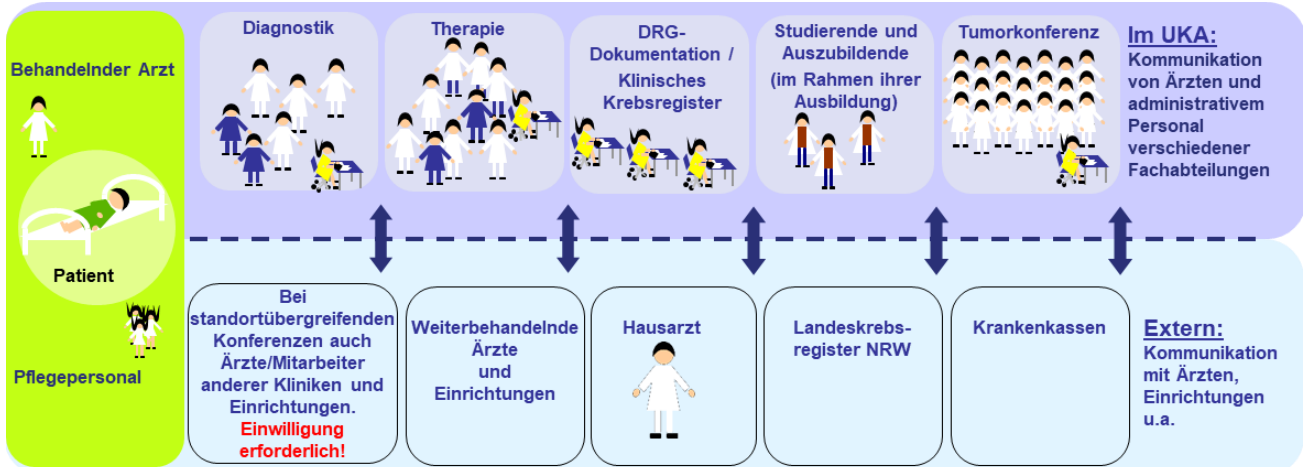 Behandelnder Arzt
Patient
Pflegepersonal
Diagnostik
Therapie
DRG-
Dokumentation /
Klinisches
Krebsregister
Studierende und
Auszubildende
(im Rahmen ihrer
Ausbildung)
Tumorkonferenz
Im UKA:
Kommunikation
von Ärzten und
administrativem
Personal
verschiedener
Fachabteilungen
Bei
standortübergreifenden
Konferenzen auch
Ärzte/Mitarbeiter
anderer Kliniken und
Einrichtungen.
Einwilligung
erforderlich!
Weiterbehandelnde
Ärzte
und
Einrichtungen
Hausarzt
Landeskrebs-
register NRW
Krankenkassen
Extern:
Kommunikation
mit Ärzten,
Einrichtungen
u.a.